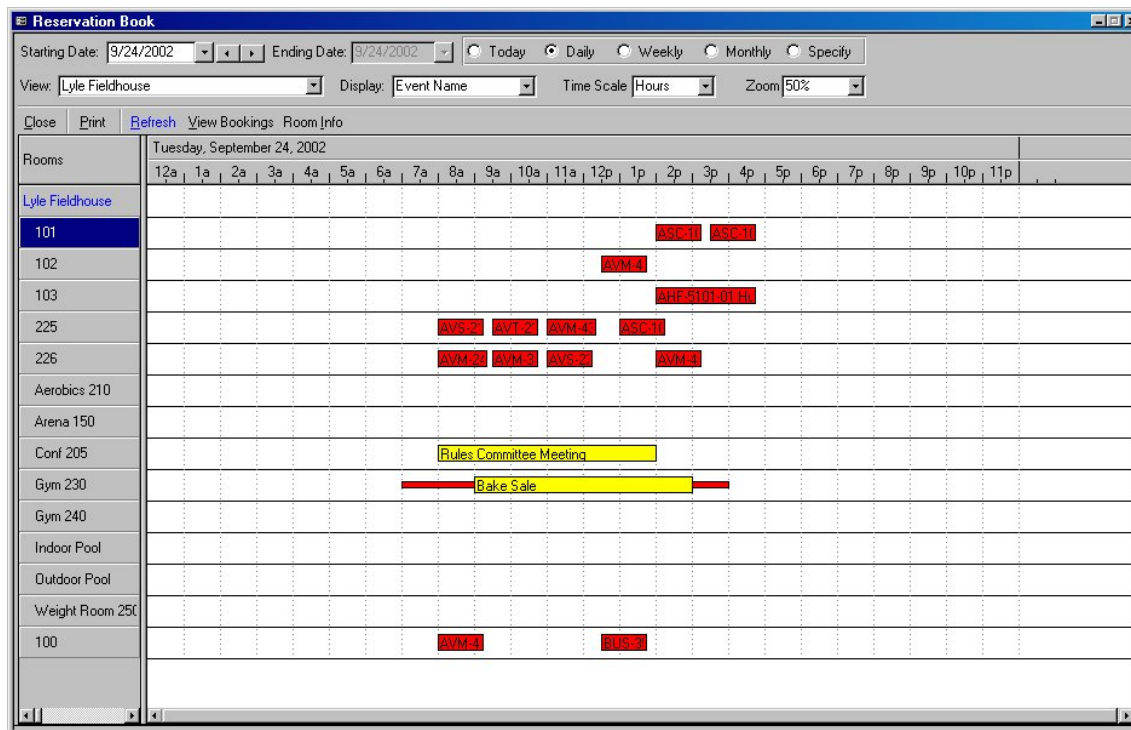 Reservation Book
Starting Date: 9/24/2002 Ending Date: 9/24/2002 Today Daily Weekly Monthly Specify
View: Lyle Fieldhouse Display: Event Name Time Scale Hours Zoom 50%
Close Print Refresh View Bookings Room Info
Rooms
Tuesday, September 24, 2002
12a 1a 2a 3a 4a 5a 6a 7a 8a 9a 10a 11a 12p 1p 2p 3p 4p 5p 6p 7p 8p 9p 10p 11p
Lyle Fieldhouse
101 ASC-10 ASC-10
102 AVM-4
103 AHF-5101-01
225 AVS-2 AVT-2 AVM-4 ASC-10
226 AVM-24 AVM-3 AVS-2 AVM-4
Aerobics 210
Arena 150
Conf 205 Rules Committee Meeting
Gym 230 Bake Sale
Gym 240
Indoor Pool
Outdoor Pool
Weight Room 250
100 AVM-4 BUS-3